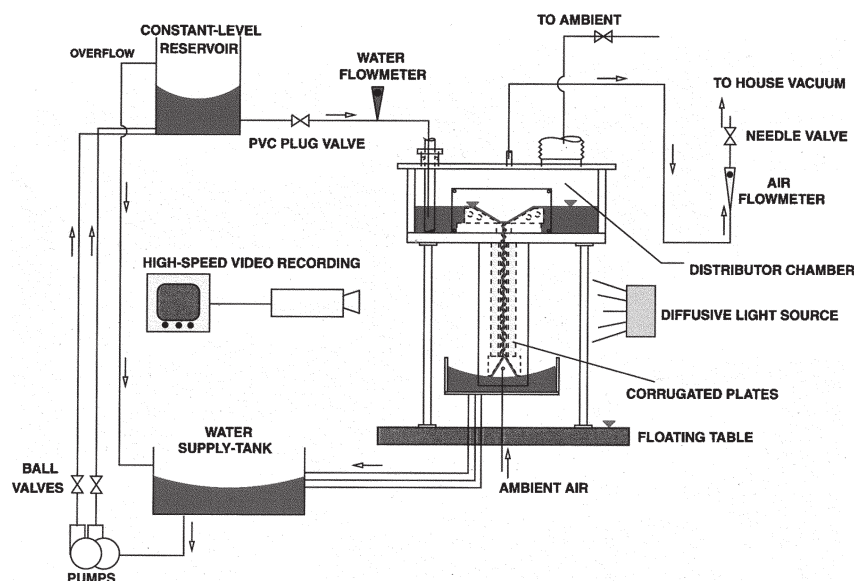 TO AMBIENT
CONSTANT-LEVEL
RESERVOIR
OVERFLOW
WATER
FLOWMETER
TO HOUSE VACUUM
PVC PLUG VALVE
NEEDLE VALVE
AIR
FLOWMETER
HIGH-SPEED VIDEO RECORDING
DISTRIBUTOR CHAMBER
DIFFUSIVE LIGHT SOURCE
CORRUGATED PLATES
WATER
SUPPLY-TANK
FLOATING TABLE
BALL
VALVES
AMBIENT AIR
PUMPS